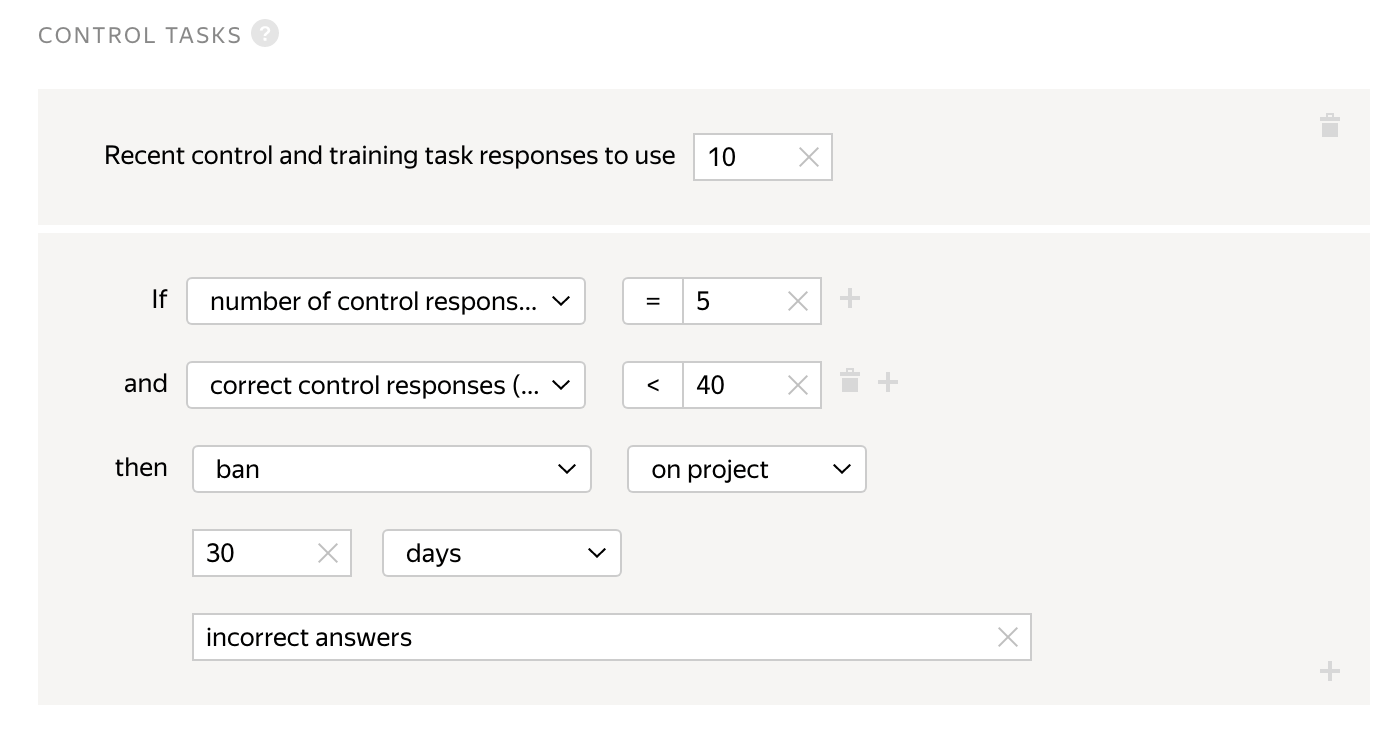 CONTROL TASKS ?
Recent control and training task responses to use 10
If number of control respons... = 5
and correct control responses (... < 40
then ban on project
30 days
incorrect answers